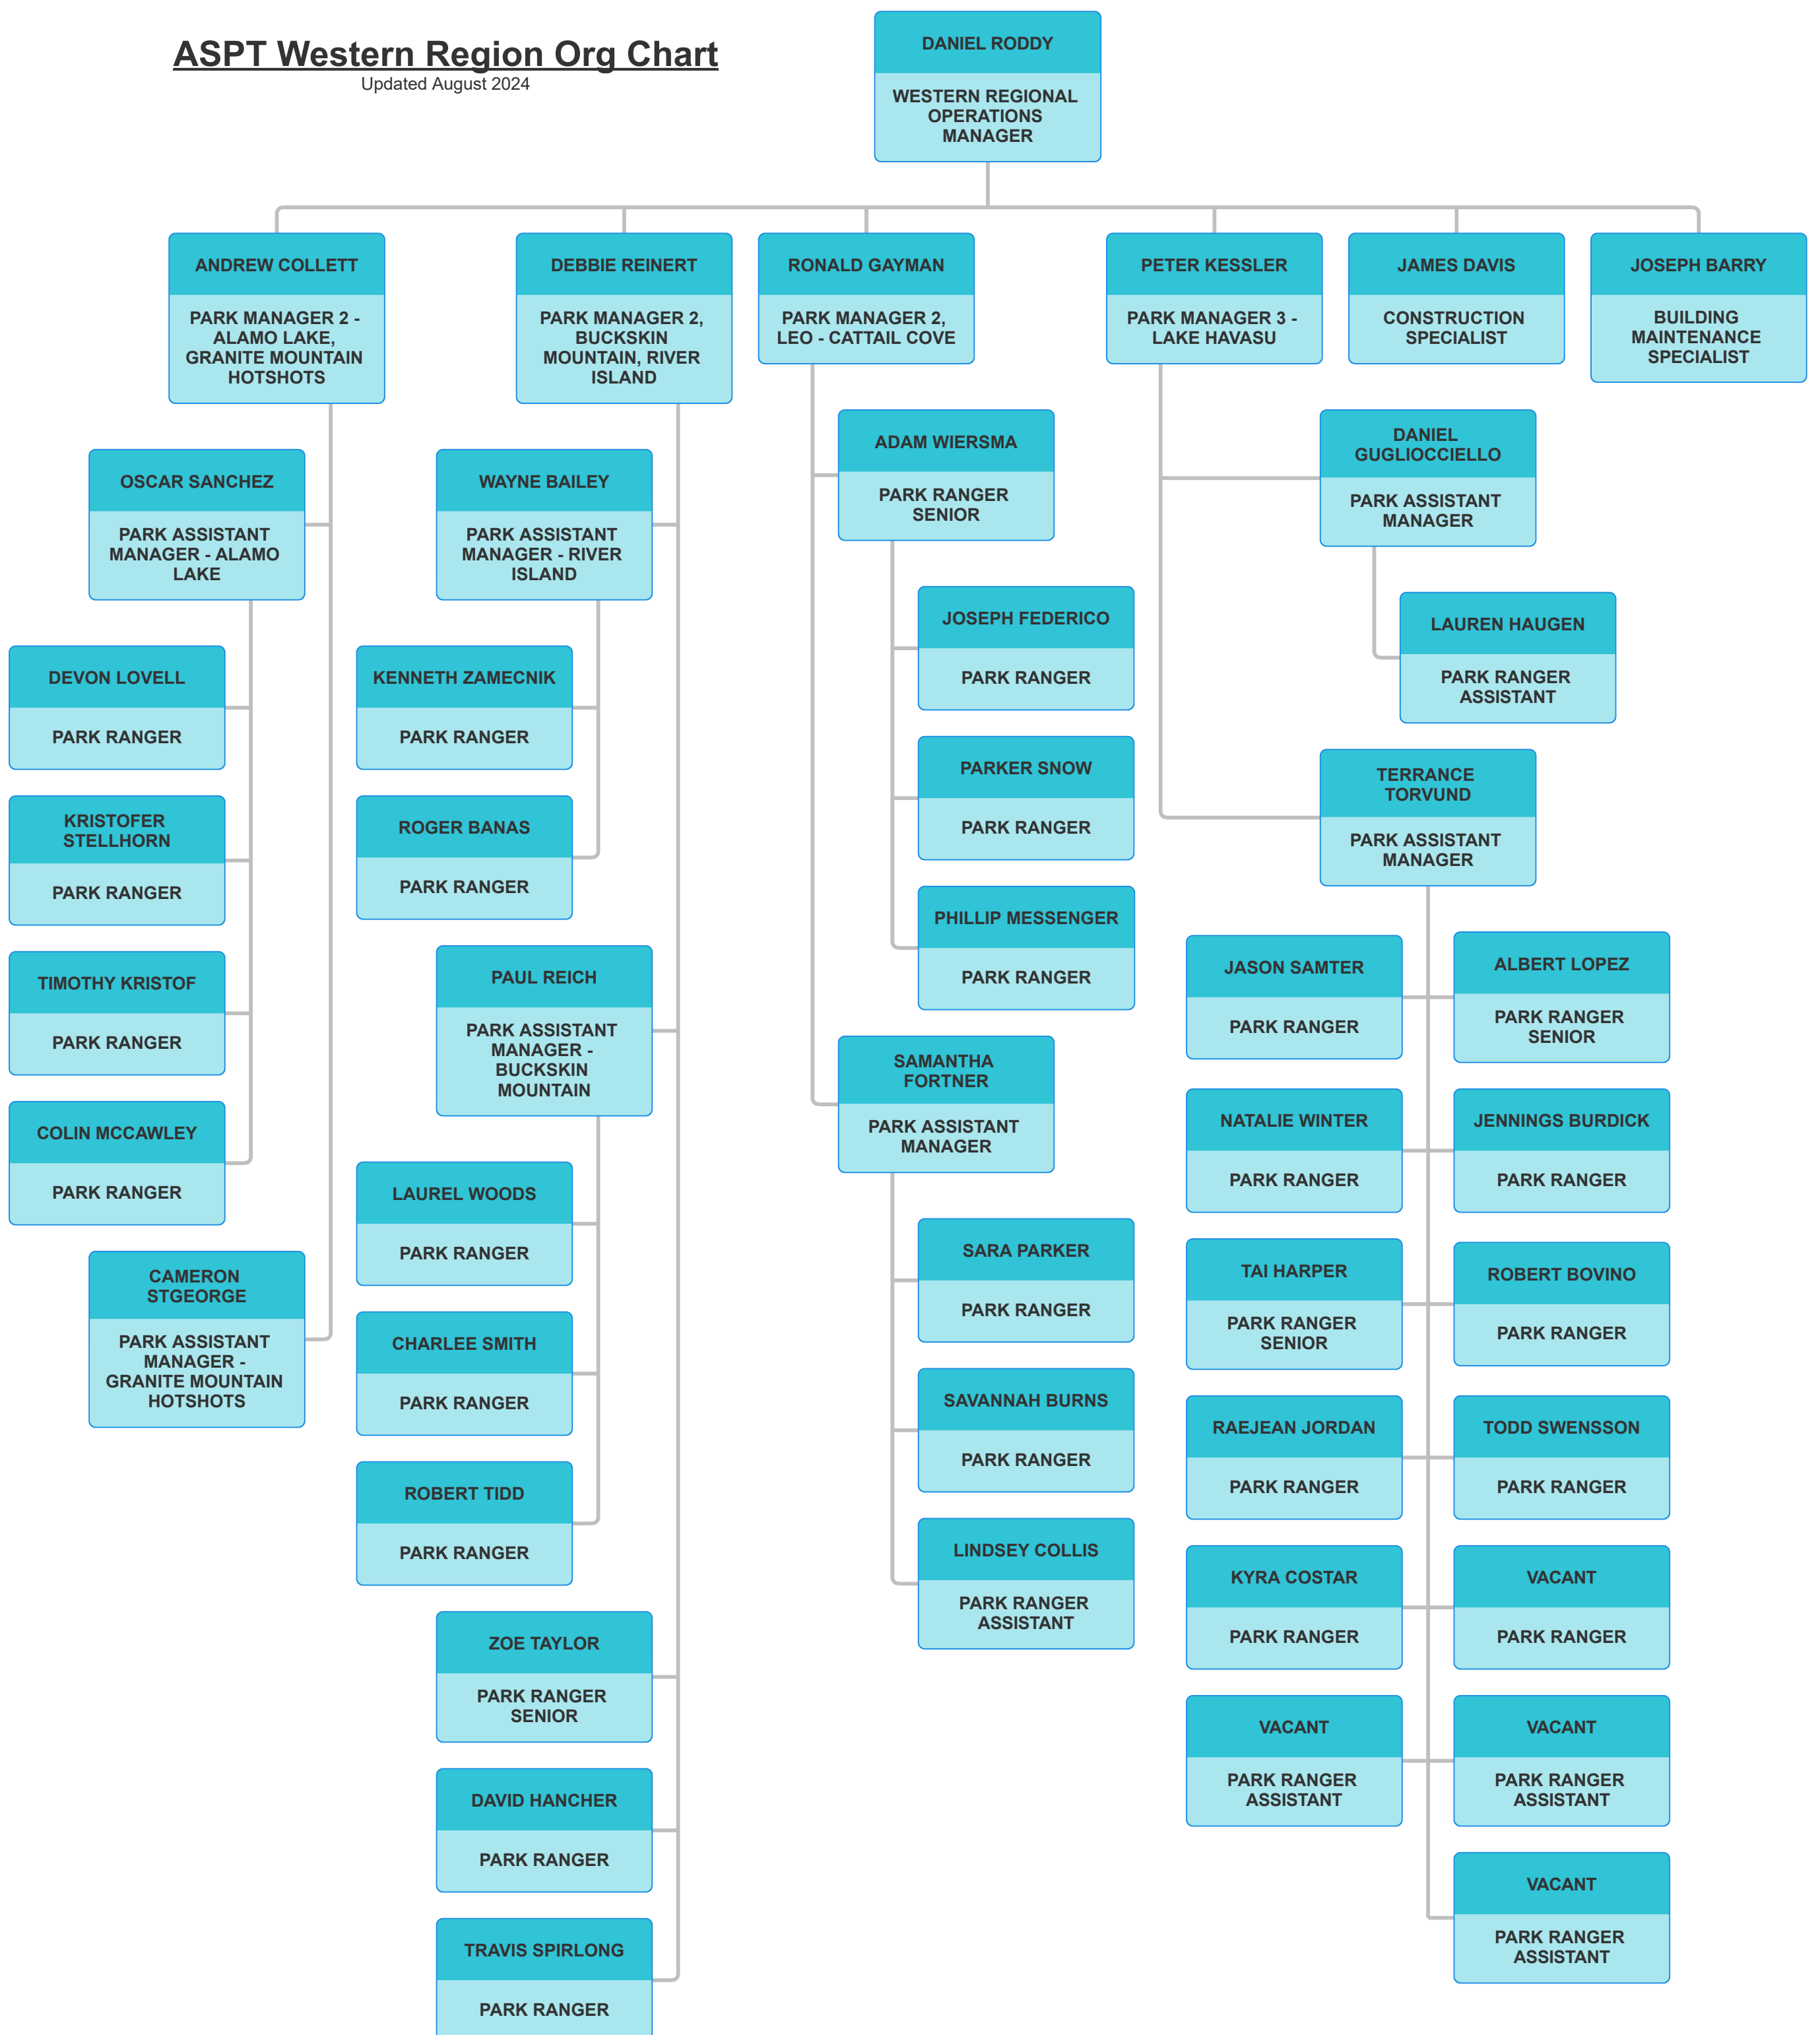 ASPT Western Region Org Chart
Updated August 2024
DANIEL RODDY
WESTERN REGIONAL
OPERATIONS
MANAGER
ANDREW COLLETT
PARK MANAGER 2 -
ALAMO LAKE,
GRANITE MOUNTAIN
HOTSHOTS
OSCAR SANCHEZ
PARK ASSISTANT
MANAGER - ALAMO
LAKE
DEVON LOVELL
PARK RANGER
KRISTOFER
STELLHORN
PARK RANGER
TIMOTHY KRISTOF
PARK RANGER
COLIN MCCAWLEY
PARK RANGER
CAMERON
STGEORGE
PARK ASSISTANT
MANAGER -
GRANITE MOUNTAIN
HOTSHOTS
DEBBIE REINERT
PARK MANAGER 2,
BUCKSKIN
MOUNTAIN, RIVER
ISLAND
WAYNE BAILEY
PARK ASSISTANT
MANAGER - RIVER
ISLAND
KENNETH ZAMECNIK
PARK RANGER
ROGER BANAS
PARK RANGER
PAUL REICH
PARK ASSISTANT
MANAGER -
BUCKSKIN
MOUNTAIN
LAUREL WOODS
PARK RANGER
CHARLEE SMITH
PARK RANGER
ROBERT TIDD
PARK RANGER
ZOE TAYLOR
PARK RANGER
SENIOR
DAVID HANCHER
PARK RANGER
TRAVIS SPIRLONG
PARK RANGER
RONALD GAYMAN
PARK MANAGER 2,
LEO - CATTAIL COVE
ADAM WIERSMA
PARK RANGER
SENIOR
JOSEPH FEDERICO
PARK RANGER
PARKER SNOW
PARK RANGER
PHILLIP MESSENGER
PARK RANGER
SAMANTHA
FORTNER
PARK ASSISTANT
MANAGER
SARA PARKER
PARK RANGER
SAVANNAH BURNS
PARK RANGER
LINDSEY COLLIS
PARK RANGER
ASSISTANT
PETER KESSLER
PARK MANAGER 3 -
LAKE HAVASU
DANIEL
GUGLIOCCIELLO
PARK ASSISTANT
MANAGER
LAUREN HAUGEN
PARK RANGER
ASSISTANT
TERRANCE
TORVUND
PARK ASSISTANT
MANAGER
JASON SAMTER
PARK RANGER
ALBERT LOPEZ
PARK RANGER
SENIOR
NATALIE WINTER
PARK RANGER
JENNINGS BURDICK
PARK RANGER
TAI HARPER
PARK RANGER
SENIOR
ROBERT BOVINO
PARK RANGER
RAEJEAN JORDAN
PARK RANGER
TODD SWENSSON
PARK RANGER
KYRA COSTAR
PARK RANGER
VACANT
PARK RANGER
VACANT
PARK RANGER
ASSISTANT
VACANT
PARK RANGER
ASSISTANT
VACANT
PARK RANGER
ASSISTANT
JAMES DAVIS
CONSTRUCTION
SPECIALIST
JOSEPH BARRY
BUILDING
MAINTENANCE
SPECIALIST